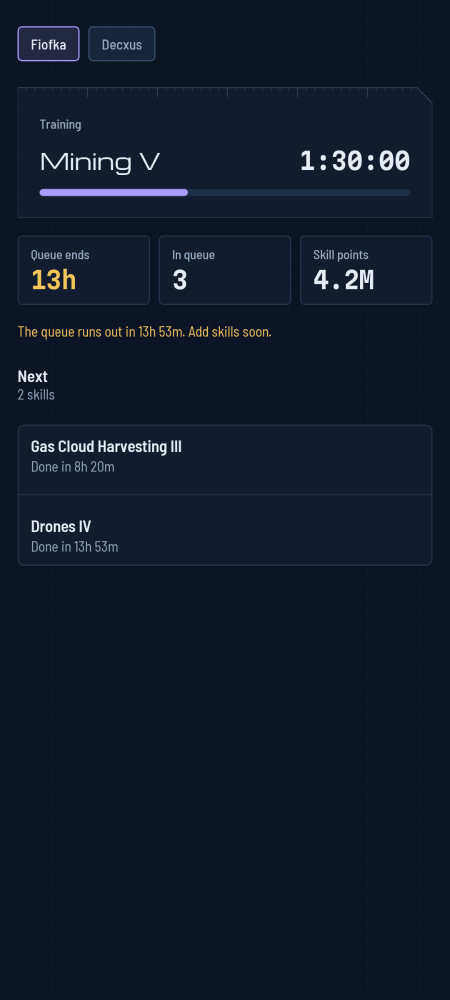 Fiofka
Decxus
Training
Mining V
1:30:00
Queue ends
13h
In queue
3
Skill points
4.2M
The queue runs out in 13h 53m. Add skills soon.
Next
2 skills
Gas Cloud Harvesting III
Done in 8h 20m
Drones IV
Done in 13h 53m